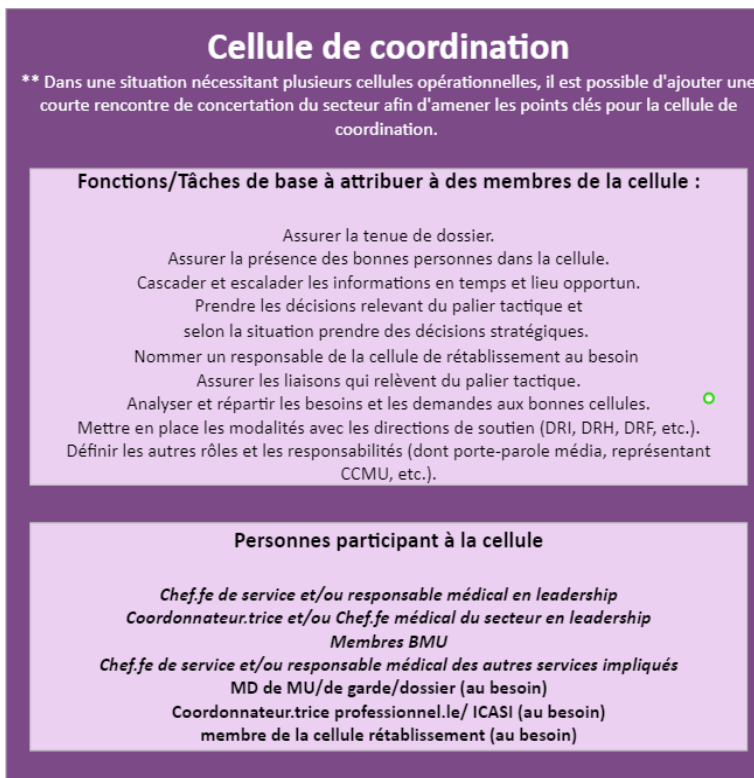 Cellule de coordination
** Dans une situation nécessitant plusieurs cellules opérationnelles, il est possible d'ajouter une
courte rencontre de concertation du secteur afin d'amener les points clés pour la cellule de
coordination.
Fonctions/Tâches de base à attribuer à des membres de la cellule :
Assurer la tenue de dossier.
Assurer la présence des bonnes personnes dans la cellule.
Cascader et escalader les informations en temps et lieu opportun.
Prendre les décisions relevant du palier tactique et
selon la situation prendre des décisions stratégiques.
Nommer un responsable de la cellule de rétablissement au besoin
Assurer les liaisons qui relèvent du palier tactique.
Analyser et répartir les besoins et les demandes aux bonnes cellules.
Mettre en place les modalités avec les directions de soutien (DRI, DRH, DRF, etc.).
Définir les autres rôles et les responsabilités (dont porte-parole média, représentant
CCMU, etc.).
Personnes participant à la cellule
Chef.fe de service et/ou responsable médical en leadership
Coordonnateur.trice et/ou Chef.fe médical du secteur en leadership
Membres BMU
Chef.fe de service et/ou responsable médical des autres services impliqués
MD de MU/de garde/dossier (au besoin)
Coordonnateur.trice professionnel.le/ ICASI (au besoin)
membre de la cellule rétablissement (au besoin)